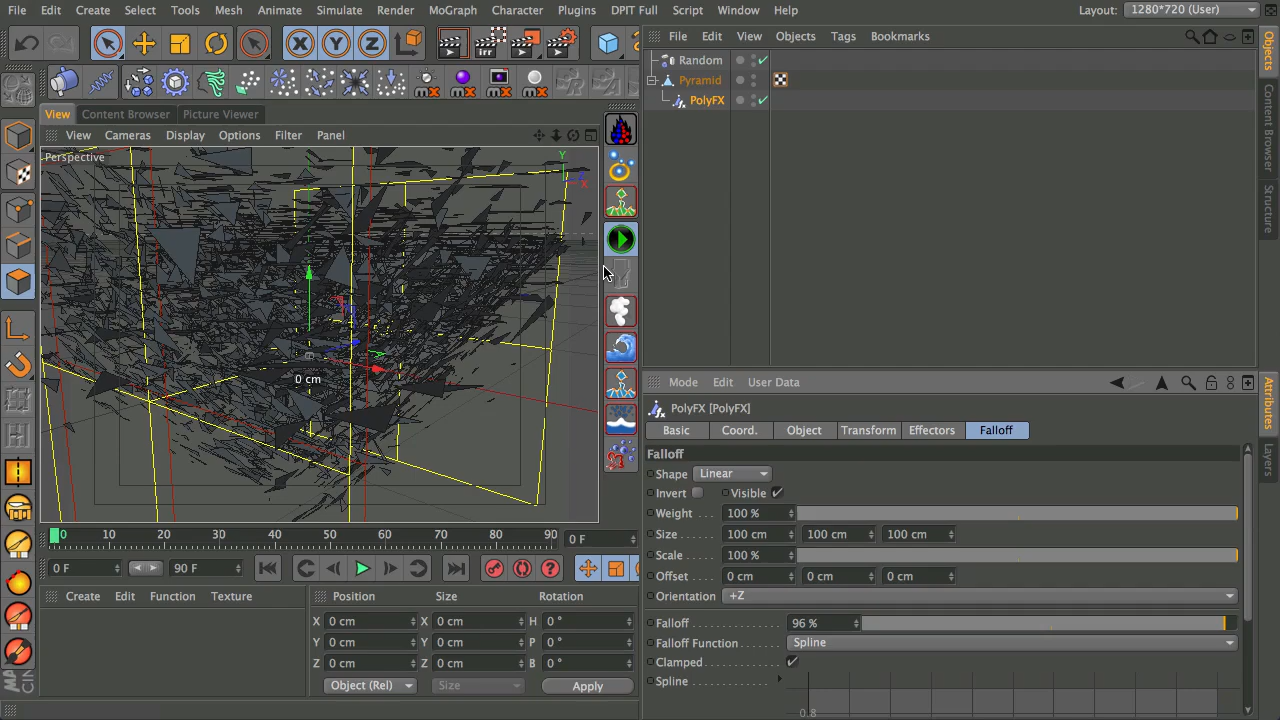 File Edit Create Select Tools Mesh Animate Simulate Render MoGraph Character Plugins DPIT Full Script Window Help Layout: 1280*720 (User)
File Edit View Objects Tags Bookmarks
Random
Pyramid
PolyFX
Objects
Content Browser
Structure
View Content Browser Picture Viewer
View Cameras Display Options Filter Panel
Perspective
Y
X
0 cm
0 10 20 30 40 50 60 70 80 90 0 F
0 F 90 F
Create Edit Function Texture
Position Size Rotation
X 0 cm X 0 cm H 0 °
Y 0 cm Y 0 cm P 0 °
Z 0 cm Z 0 cm B 0 °
Object (Rel) Size Apply
Mode Edit User Data
PolyFX [PolyFX]
Basic Coord. Object Transform Effectors Falloff
Falloff
Shape Linear
Invert Visible
Weight 100 %
Size 100 cm 100 cm 100 cm
Scale 100 %
Offset 0 cm 0 cm 0 cm
Orientation +Z
Falloff 96 %
Falloff Function Spline
Clamped
Spline
0.8
Attributes
Layers